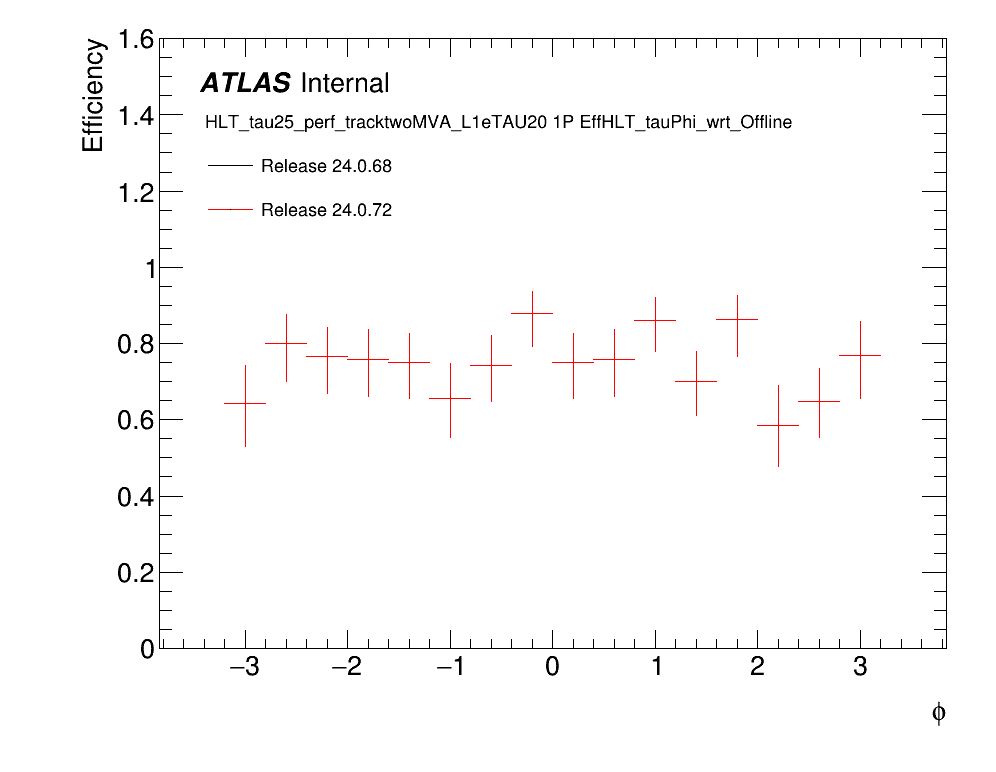 1.6
Efficiency
ATLAS Internal
1.4
HLT_tau25_perf_tracktwoMVA_L1eTAU20 1P EffHLT_tauPhi_wrt_Offline
Release 24.0.68
1.2
Release 24.0.72
1
0.8
0.6
0.4
0.2
0
−3 −2 −1 0 1 2 3
ϕ